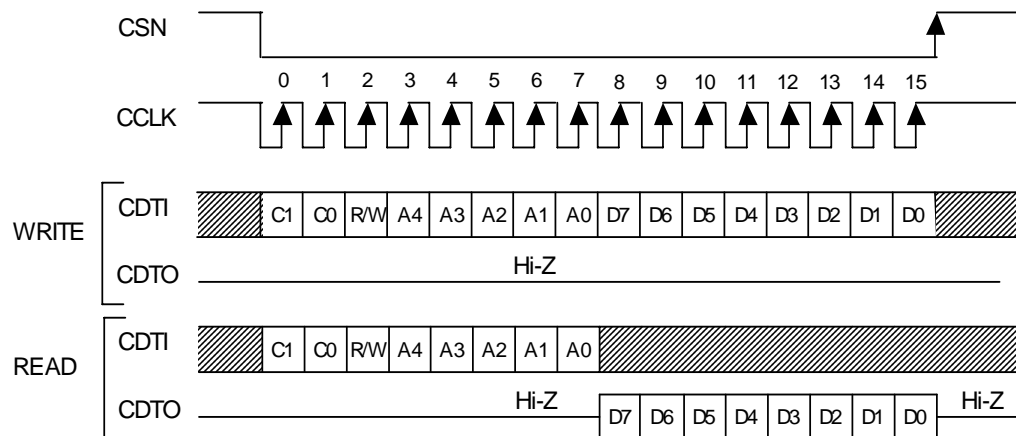 CSN
0 1 2 3 4 5 6 7 8 9 10 11 12 13 14 15
CCLK
WRITE
CDTI C1 C0 R/W A4 A3 A2 A1 A0 D7 D6 D5 D4 D3 D2 D1 D0
CDTO Hi-Z
READ
CDTI C1 C0 R/W A4 A3 A2 A1 A0
CDTO Hi-Z D7 D6 D5 D4 D3 D2 D1 D0 Hi-Z